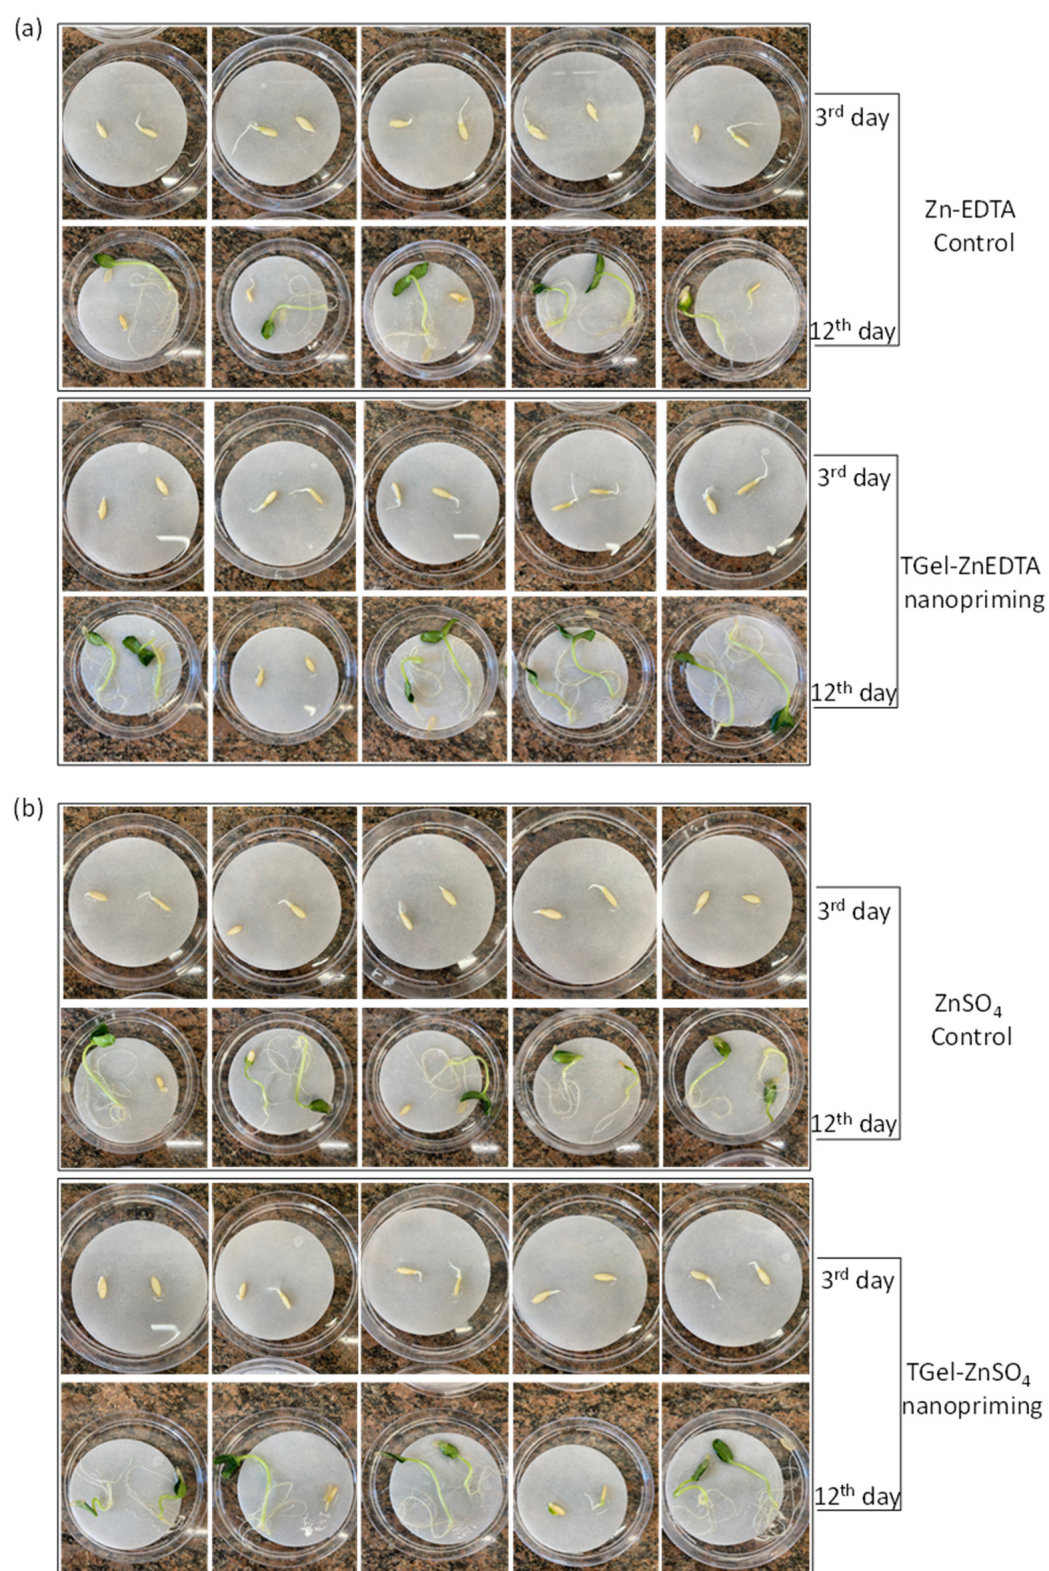 (a)
3rd day
Zn-EDTA
Control
12th day
3rd day
TGel-ZnEDTA
nanopriming
12th day
(b)
3rd day
ZnSO4
Control
12th day
3rd day
TGel-ZnSO4
nanopriming
12th day